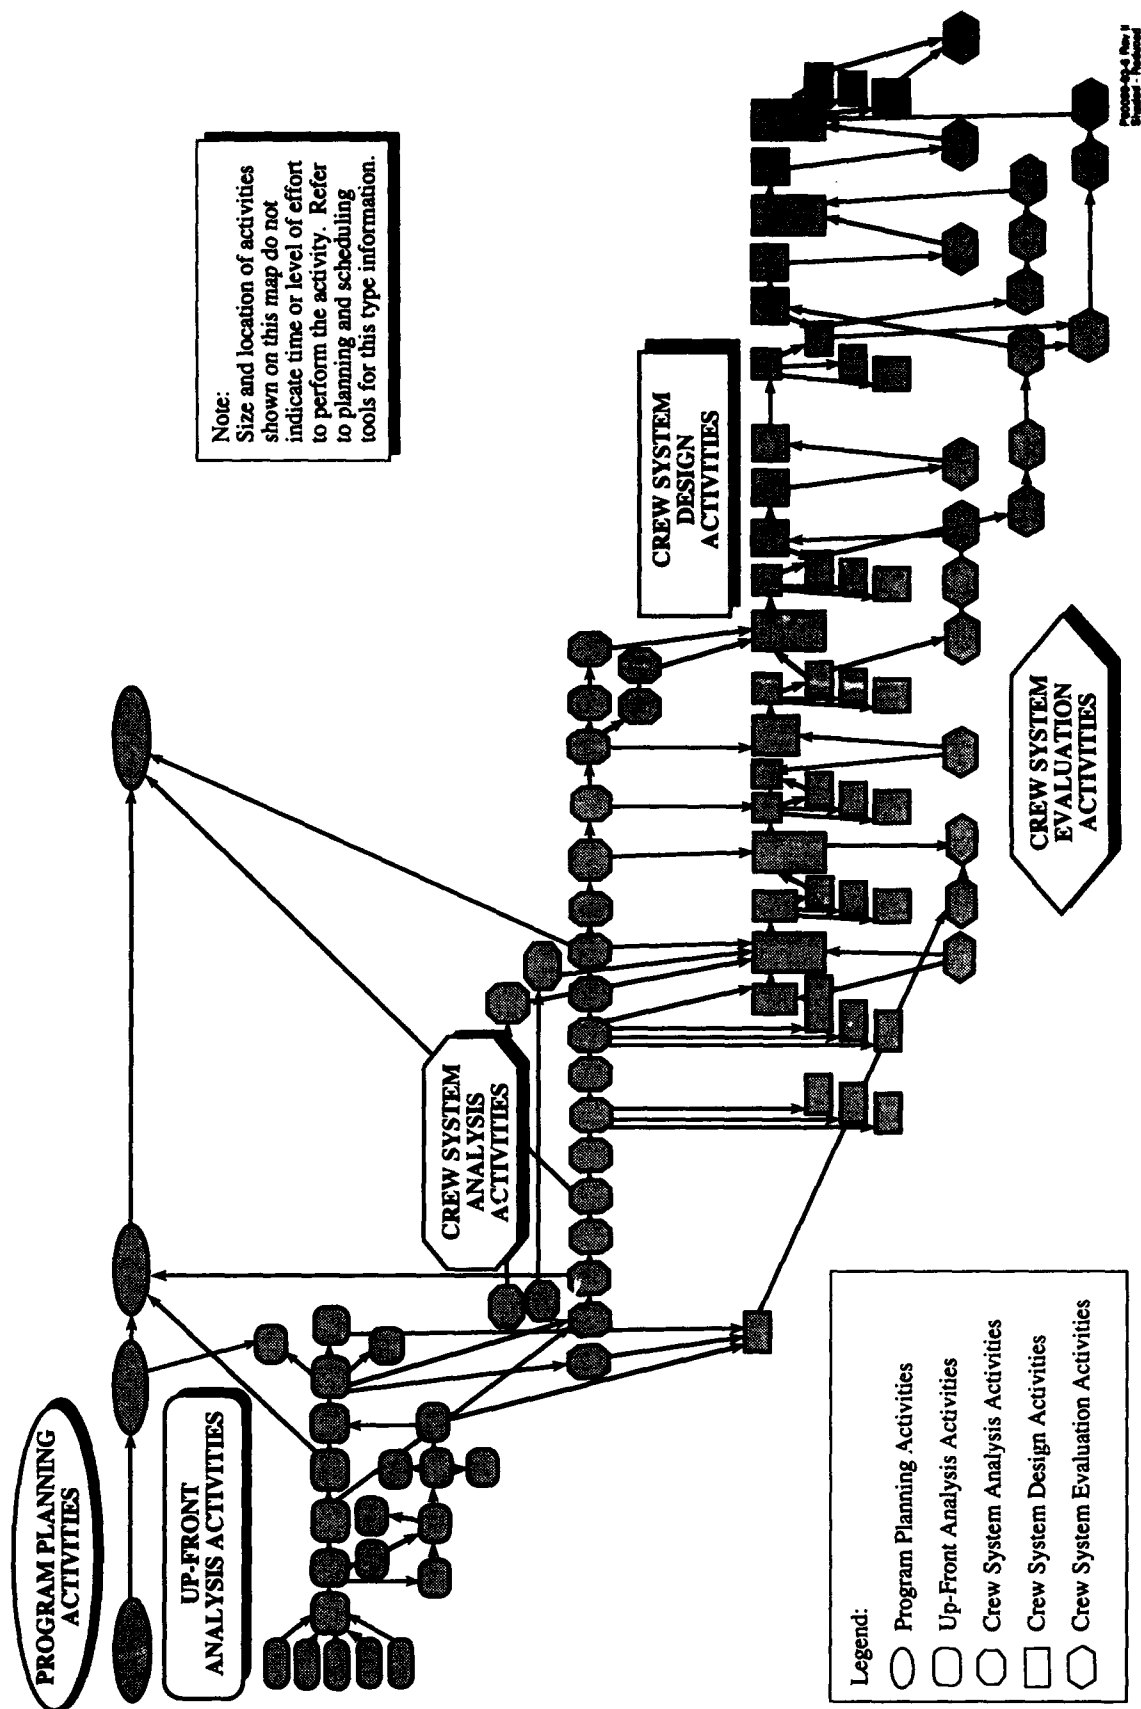 PROGRAM PLANNING
ACTIVITIES
UP-FRONT
ANALYSIS ACTIVITIES
CREW SYSTEM
ANALYSIS
ACTIVITIES
Note:
Size and location of activities
shown on this map do not
indicate time or level of effort
to perform the activity. Refer
to planning and scheduling
tools for this type information.
CREW SYSTEM
DESIGN
ACTIVITIES
CREW SYSTEM
EVALUATION
ACTIVITIES
Legend:
Program Planning Activities
Up-Front Analysis Activities
Crew System Analysis Activities
Crew System Design Activities
Crew System Evaluation Activities